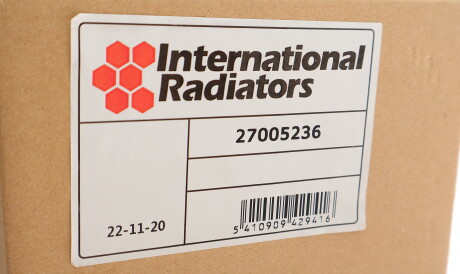 International
Radiators
27005236
22-11-20
5 410909 429416